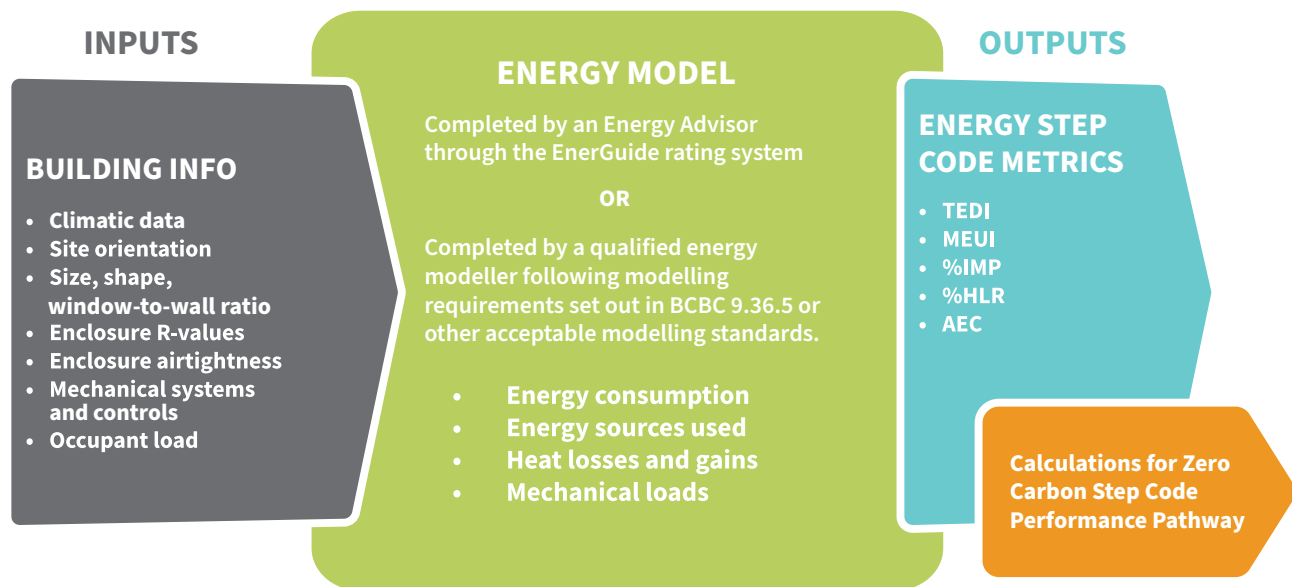 INPUTS
BUILDING INFO
• Climatic data
• Site orientation
• Size, shape,
window-to-wall ratio
• Enclosure R-values
• Enclosure airtightness
• Mechanical systems
and controls
• Occupant load
ENERGY MODEL
Completed by an Energy Advisor
through the EnerGuide rating system
OR
Completed by a qualified energy
modeller following modelling
requirements set out in BCBC 9.36.5 or
other acceptable modelling standards.
• Energy consumption
• Energy sources used
• Heat losses and gains
• Mechanical loads
OUTPUTS
ENERGY STEP
CODE METRICS
• TEDI
• MEUI
• %IMP
• %HLR
• AEC
Calculations for Zero
Carbon Step Code
Performance Pathway